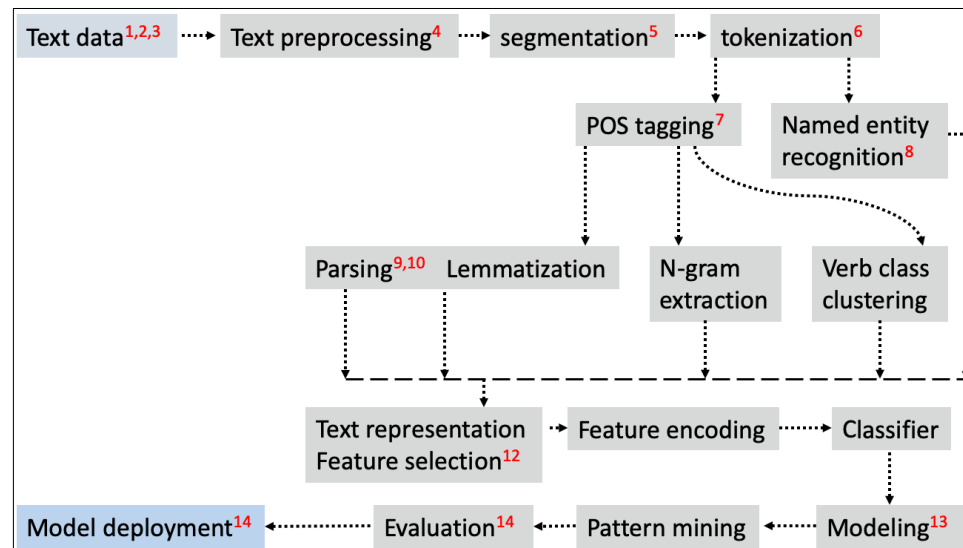 Text data1,2,3
Text preprocessing4
segmentation5
tokenization6
POS tagging7
Named entity
recognition8
Parsing9,10
Lemmatization
N-gram
extraction
Verb class
clustering
Text representation
Feature selection12
Feature encoding
Classifier
Model deployment14
Evaluation14
Pattern mining
Modeling13